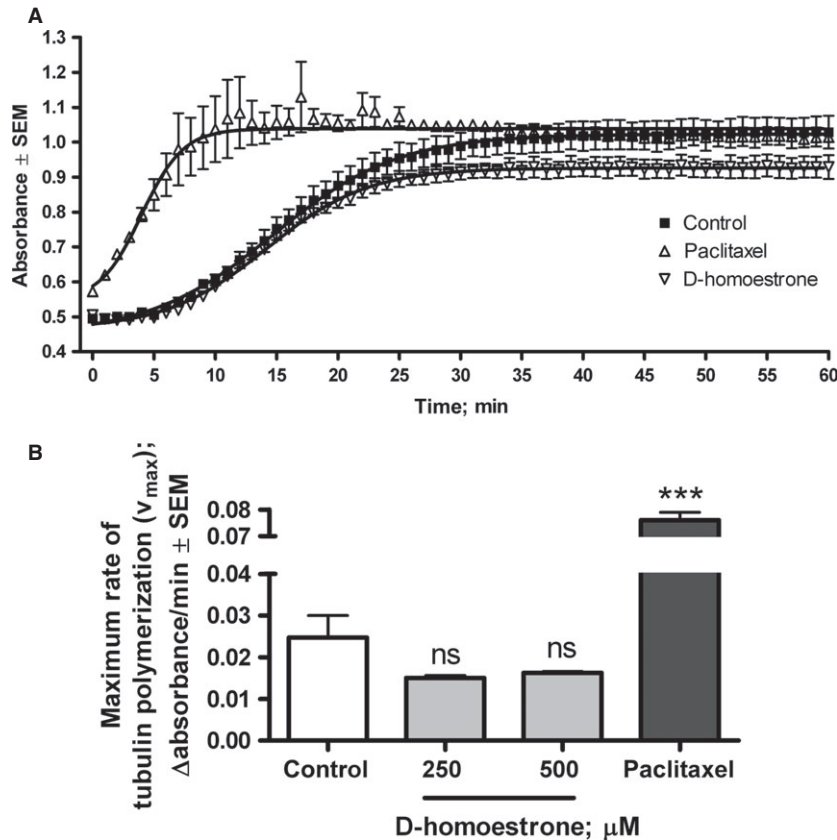 A
Absorbance ± SEM
1.3
1.2
1.1
1.0
0.9
0.8
0.7
0.6
0.5
0.4
Control
Paclitaxel
D-homoestrone
0 5 10 15 20 25 30 35 40 45 50 55 60
Time; min
B
Maximum rate of
tubulin polymerization (vmax);
Δabsorbance/min ± SEM
0.08
0.07
0.04
0.03
0.02
0.01
0.00
ns
ns
***
Control 250 500 Paclitaxel
D-homoestrone; μM